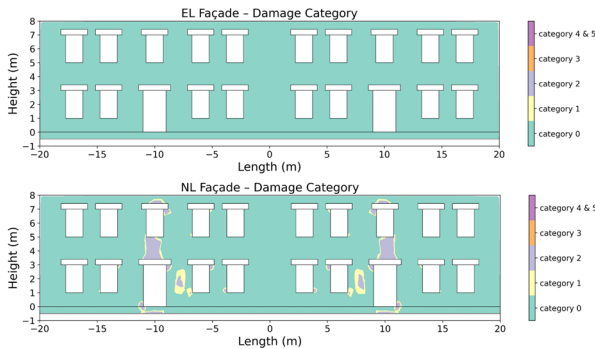 EL Façade – Damage Category
8
7
6
5
4
3
2
1
0
−1
Height (m)
−20 −15 −10 −5 0 5 10 15 20
Length (m)
category 4 & 5
category 3
category 2
category 1
category 0
NL Façade – Damage Category
8
7
6
5
4
3
2
1
0
−1
Height (m)
−20 −15 −10 −5 0 5 10 15 20
Length (m)
category 4 & 5
category 3
category 2
category 1
category 0